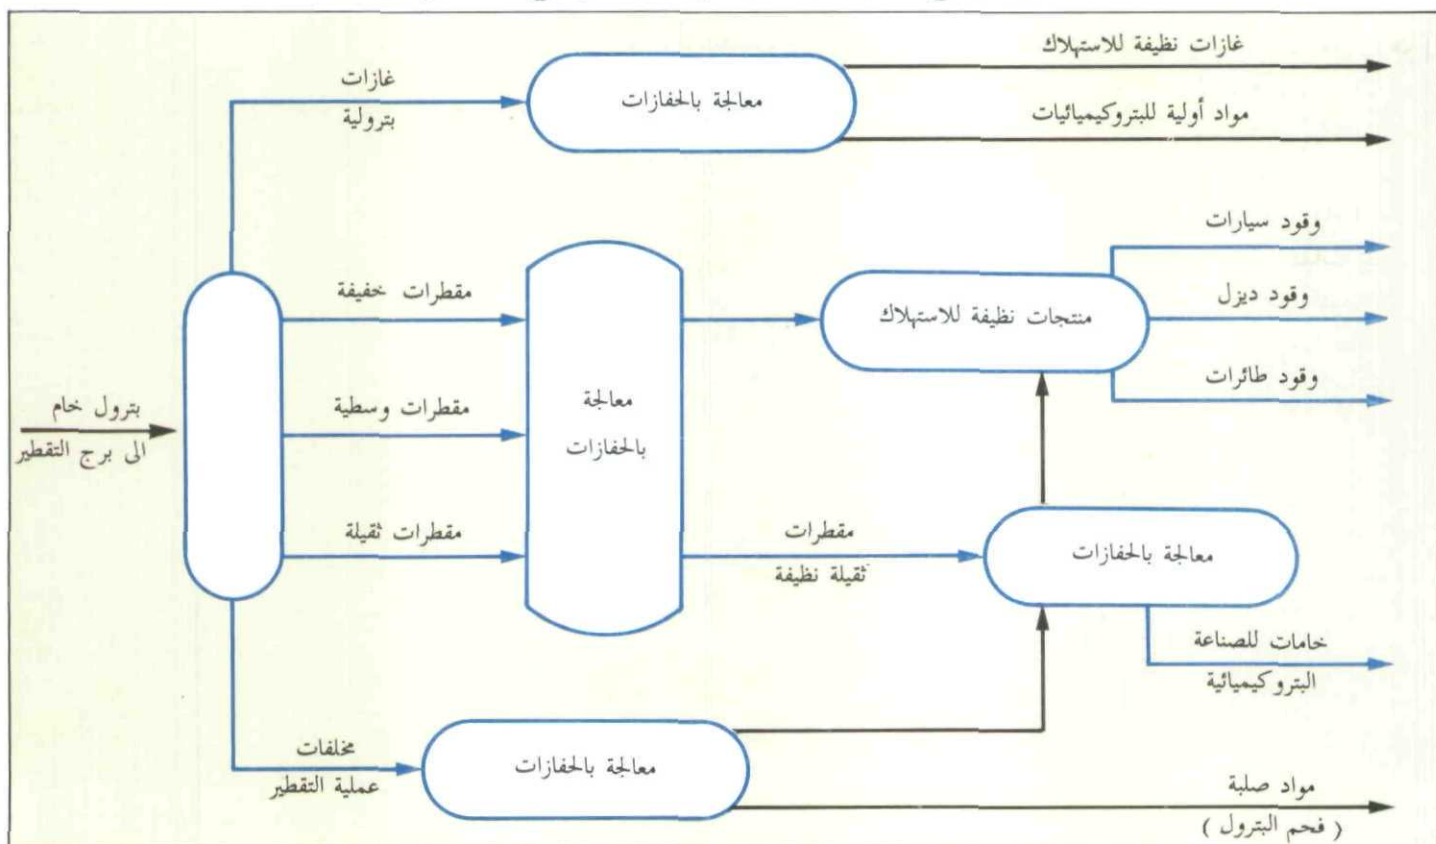 غازات نظيفة للاستهلاك
غازات
بترولية
معالجة بالحفازات
مواد أولية للبتروكيميائيات
وقود سيارات
مقطرات خفيفة
منتجات نظيفة للاستهلاك
وقود ديزل
وقود طائرات
بترول خام
الى برج التقطير
مقطرات وسطية
معالجة
بالحفازات
مقطرات ثقيلة
مقطرات
ثقيلة نظيفة
معالجة بالحفازات
خامات للصناعة
البتروكيميائية
مخلفات
عملية التقطير
معالجة بالحفازات
مواد صلبة
( فحم البترول )